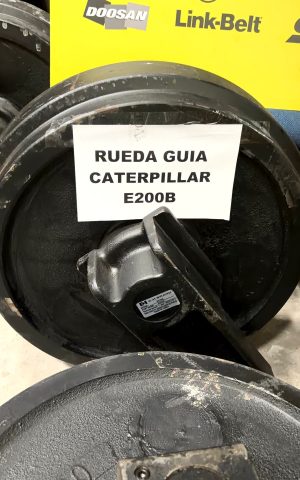 DOOSAN
Link-Belt
RUEDA GUIA
CATERPILLAR
E200B